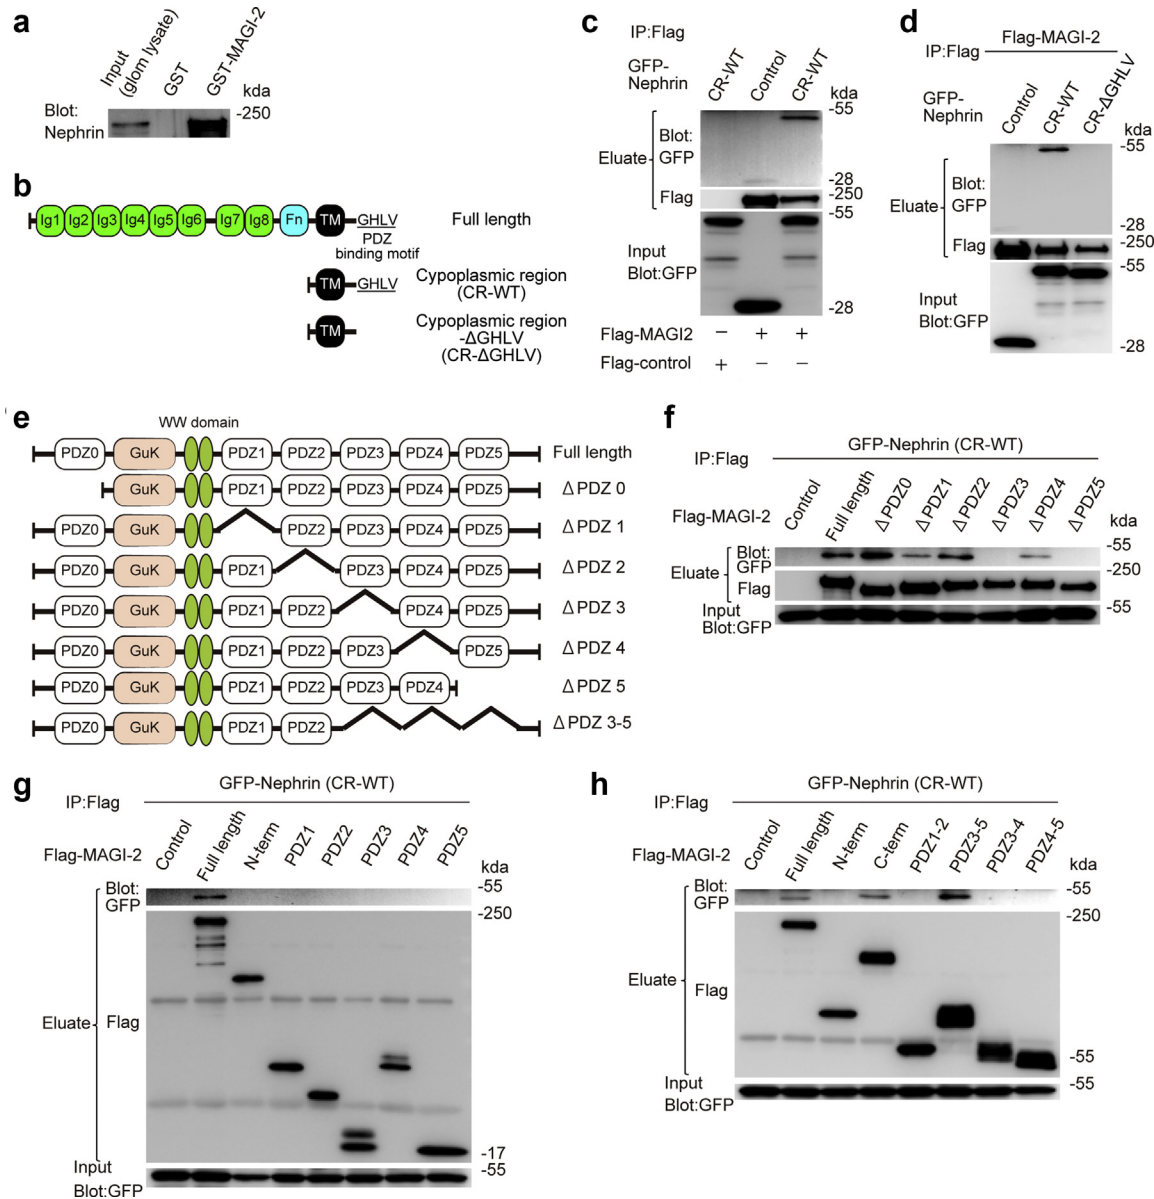 a
Input
(glom lysate)
GST
GST-MAGI-2
kda
Blot:
Nephrin
-250
b
Ig1 Ig2 Ig3 Ig4 Ig5 Ig6 Ig7 Ig8 Fn TM GHLV Full length
PDZ
binding motif
TM GHLV Cypoplasmic region
(CR-WT)
TM Cypoplasmic region
-ΔGHLV
(CR-ΔGHLV)
c
IP:Flag
GFP-
Nephrin
CR-WT
Control
CR-WT
kda
-55
Eluate
Blot:
GFP
-28
Flag
-250
-55
Input
Blot:GFP
-28
Flag-MAGI2 − + +
Flag-control + − −
d
Flag-MAGI-2
IP:Flag
GFP-
Nephrin
Control
CR-WT
CR-ΔGHLV
kda
-55
Eluate
Blot:
GFP
-28
Flag
-250
-55
Input
Blot:GFP
-28
e
WW domain
PDZ0 GuK PDZ1 PDZ2 PDZ3 PDZ4 PDZ5 Full length
GuK PDZ1 PDZ2 PDZ3 PDZ4 PDZ5 Δ PDZ 0
PDZ0 GuK PDZ2 PDZ3 PDZ4 PDZ5 Δ PDZ 1
PDZ0 GuK PDZ1 PDZ3 PDZ4 PDZ5 Δ PDZ 2
PDZ0 GuK PDZ1 PDZ2 PDZ4 PDZ5 Δ PDZ 3
PDZ0 GuK PDZ1 PDZ2 PDZ3 PDZ5 Δ PDZ 4
PDZ0 GuK PDZ1 PDZ2 PDZ3 PDZ4 Δ PDZ 5
PDZ0 GuK PDZ1 PDZ2 Δ PDZ 3-5
f
GFP-Nephrin (CR-WT)
IP:Flag
Flag-MAGI-2
Control
Full length
Δ PDZ0
Δ PDZ1
Δ PDZ2
Δ PDZ3
Δ PDZ4
Δ PDZ5
kda
Eluate
Blot:
GFP
-55
-250
Flag
Input
Blot:GFP
-55
g
GFP-Nephrin (CR-WT)
IP:Flag
Flag-MAGI-2
Control
Full length
N-term
PDZ1
PDZ2
PDZ3
PDZ4
PDZ5
kda
Blot:
GFP
-55
-250
Eluate
Flag
-17
Input
Blot:GFP
-55
h
GFP-Nephrin (CR-WT)
IP:Flag
Flag-MAGI-2
Control
Full length
N-term
C-term
PDZ1-2
PDZ3-5
PDZ3-4
PDZ4-5
kda
Blot:
GFP
-55
-250
Eluate
Flag
-55
Input
Blot:GFP
-55